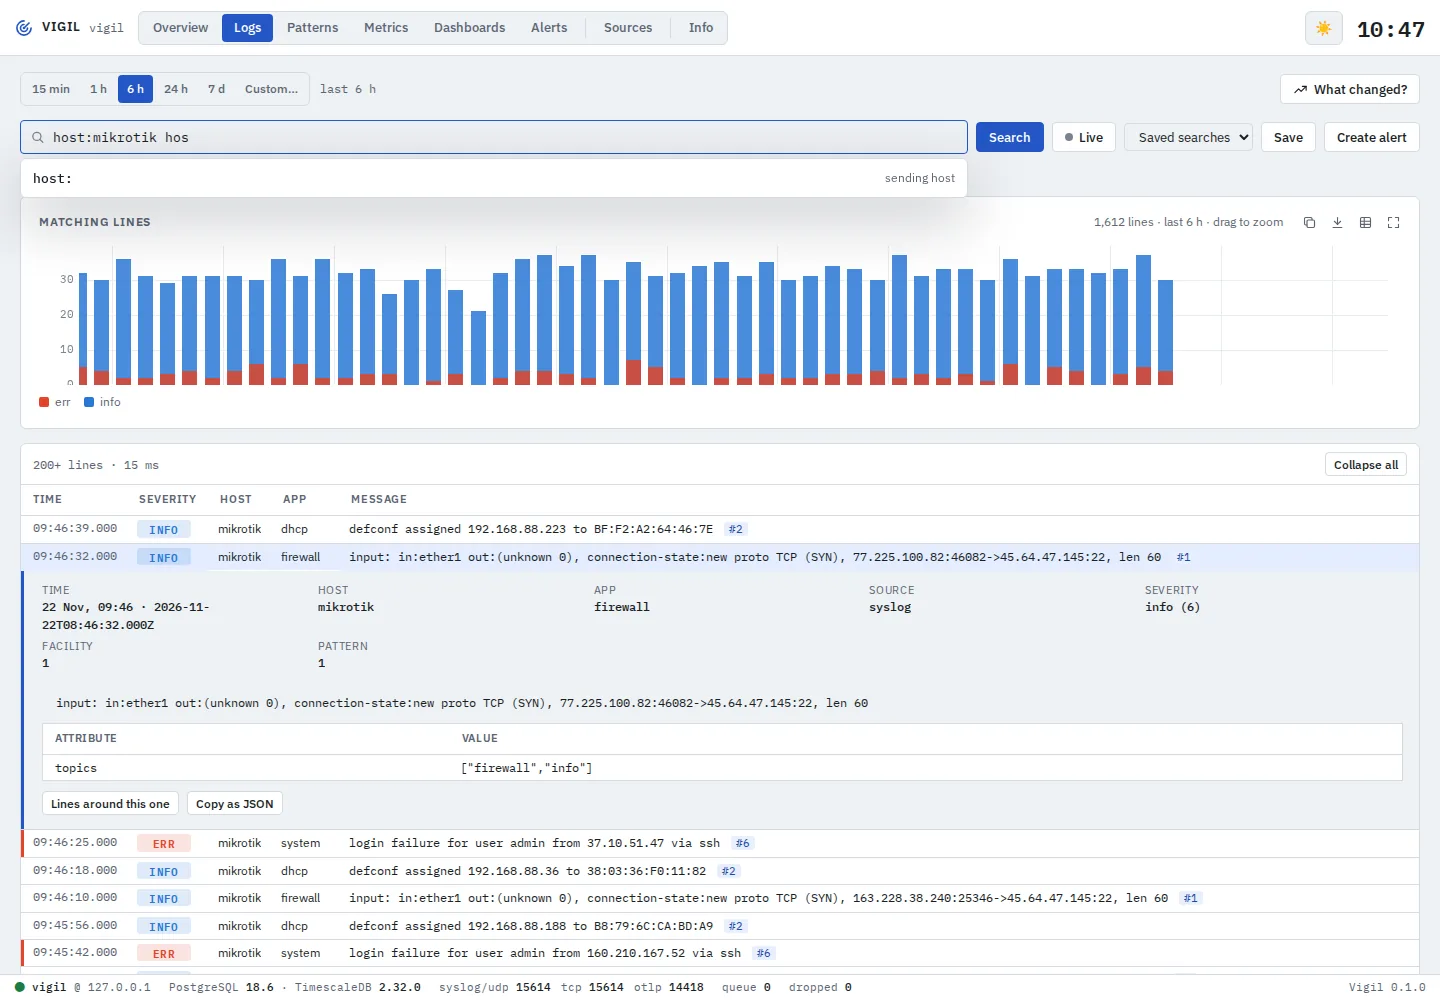 VIGIL vigil Overview Logs Patterns Metrics Dashboards Alerts Sources Info 10:47
15 min 1 h 6 h 24 h 7 d Custom... last 6 h What changed?
host:mikrotik hos Search Live Saved searches Save Create alert
host: sending host
MATCHING LINES 1,612 lines · last 6 h · drag to zoom
30
20
10
0
err info
200+ lines · 15 ms Collapse all
TIME SEVERITY HOST APP MESSAGE
09:46:39.000 INFO mikrotik dhcp defconf assigned 192.168.88.223 to BF:F2:A2:64:46:7E #2
09:46:32.000 INFO mikrotik firewall input: in:ether1 out:(unknown 0), connection-state:new proto TCP (SYN), 77.225.100.82:46082->45.64.47.145:22, len 60 #1
TIME HOST APP SOURCE SEVERITY
22 Nov, 09:46 · 2026-11- mikrotik firewall syslog info (6)
22T08:46:32.000Z
FACILITY PATTERN
1 1
input: in:ether1 out:(unknown 0), connection-state:new proto TCP (SYN), 77.225.100.82:46082->45.64.47.145:22, len 60
ATTRIBUTE VALUE
topics ["firewall","info"]
Lines around this one Copy as JSON
09:46:25.000 ERR mikrotik system login failure for user admin from 37.10.51.47 via ssh #6
09:46:18.000 INFO mikrotik dhcp defconf assigned 192.168.88.36 to 38:03:36:F0:11:82 #2
09:46:10.000 INFO mikrotik firewall input: in:ether1 out:(unknown 0), connection-state:new proto TCP (SYN), 163.228.38.240:25346->45.64.47.145:22, len 60 #1
09:45:56.000 INFO mikrotik dhcp defconf assigned 192.168.88.188 to B8:79:6C:CA:BD:A9 #2
09:45:42.000 ERR mikrotik system login failure for user admin from 160.210.167.52 via ssh #6
vigil @ 127.0.0.1 PostgreSQL 18.6 · TimescaleDB 2.32.0 syslog/udp 15614 tcp 15614 otlp 14418 queue 0 dropped 0 Vigil 0.1.0